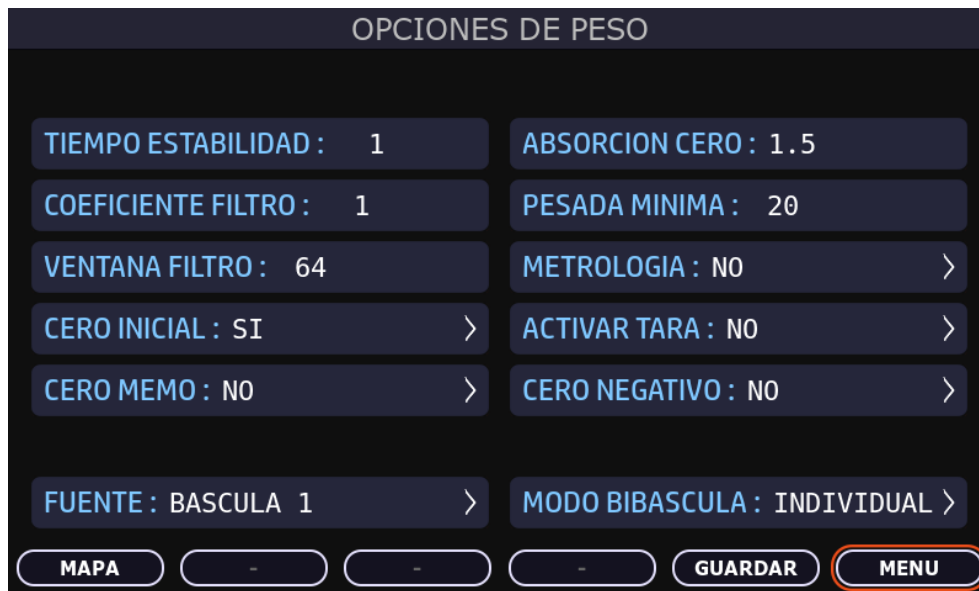 OPCIONES DE PESO
TIEMPO ESTABILIDAD : 1
ABSORCION CERO : 1.5
COEFICIENTE FILTRO : 1
PESADA MINIMA : 20
VENTANA FILTRO : 64
METROLOGIA : NO
CERO INICIAL : SI
ACTIVAR TARA : NO
CERO MEMO : NO
CERO NEGATIVO : NO
FUENTE : BASCULA 1
MODO BIBASCULA : INDIVIDUAL
MAPA - - - GUARDAR MENU